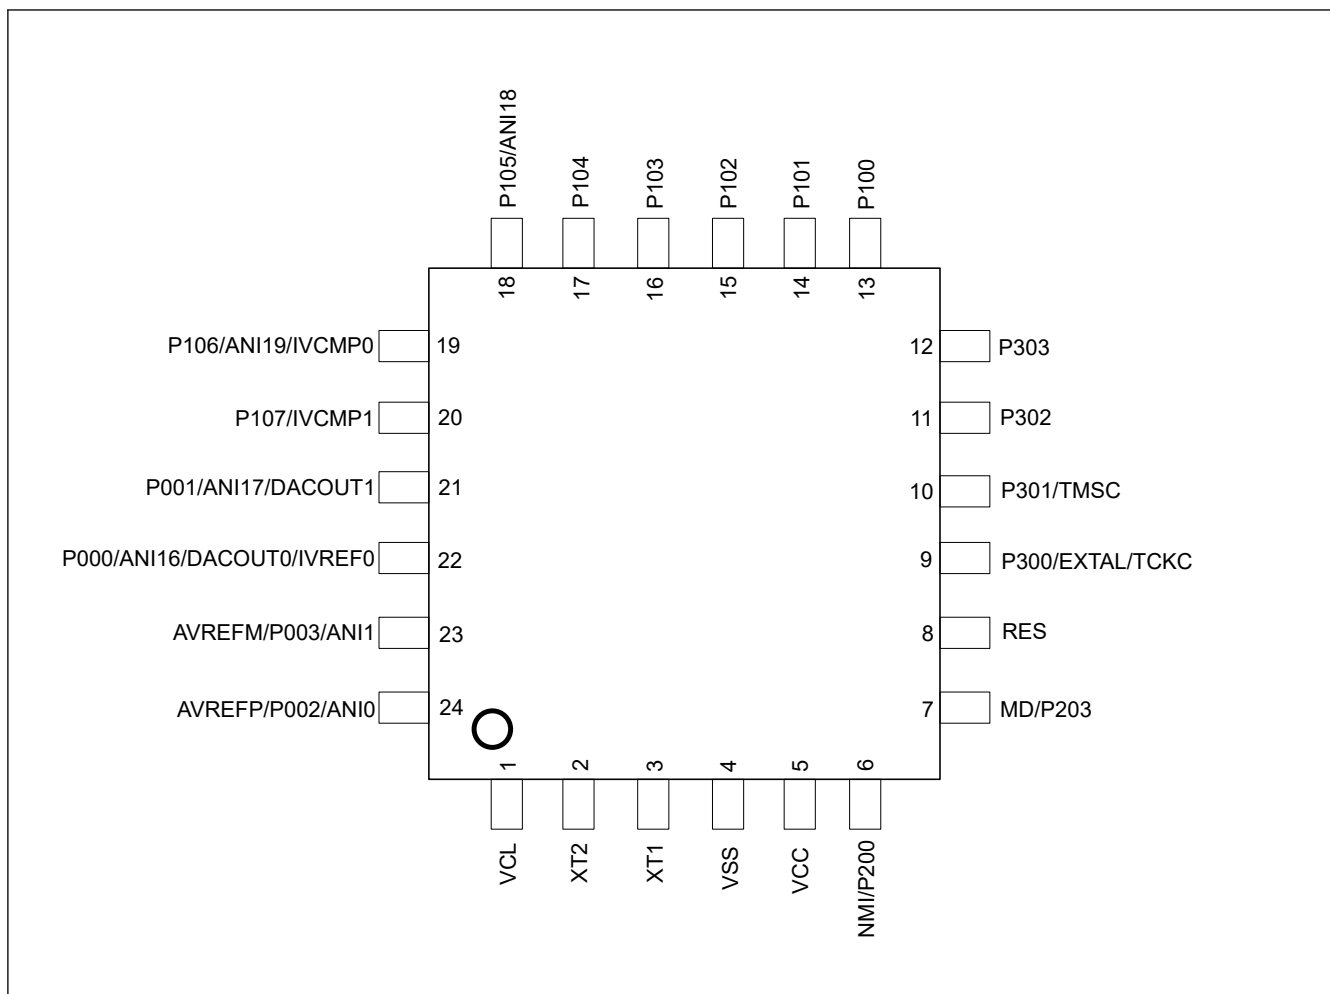 P105/ANI18
P104
P103
P102
P101
P100
18
17
16
15
14
13
P106/ANI19/IVCMP0
19
12
P303
P107/IVCMP1
20
11
P302
P001/ANI17/DACOUT1
21
10
P301/TMSC
P000/ANI16/DACOUT0/IVREF0
22
9
P300/EXTAL/TCKC
AVREFM/P003/ANI1
23
8
RES
AVREFP/P002/ANI0
24
7
MD/P203
1
2
3
4
5
6
VCL
XT2
XT1
VSS
VCC
NMI/P200